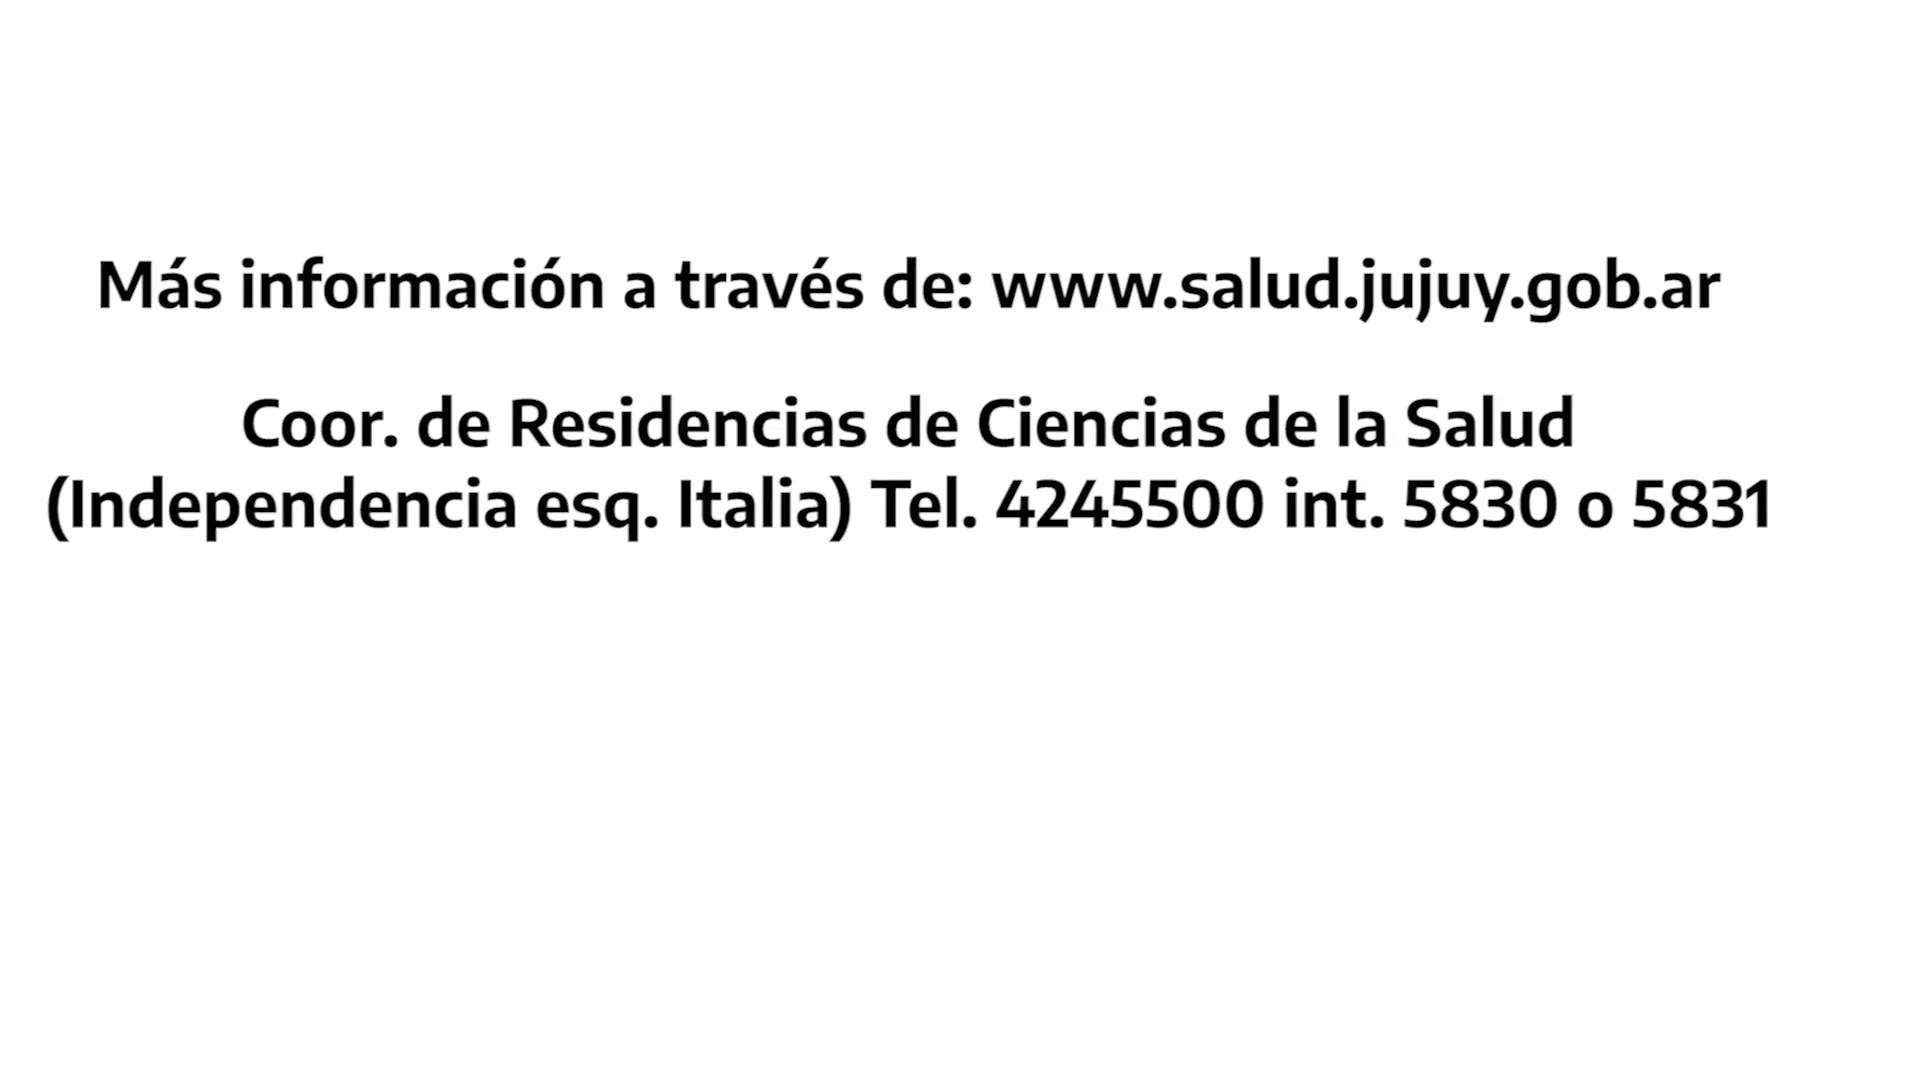 Más información a través de: www.salud.jujuy.gob.ar
Coor. de Residencias de Ciencias de la Salud
(Independencia esq. Italia) Tel. 4245500 int. 5830 o 5831